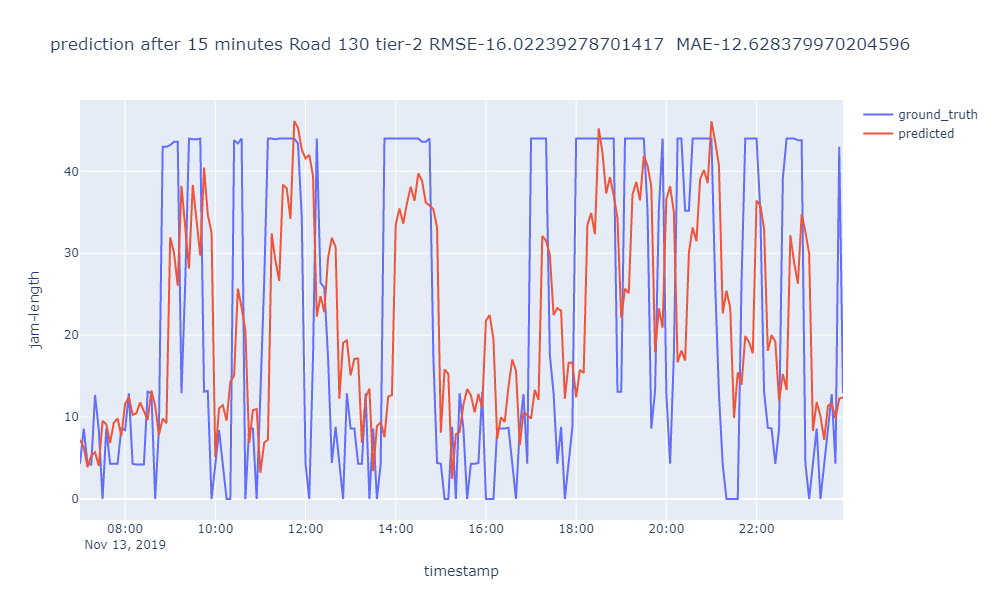 prediction after 15 minutes Road 130 tier-2 RMSE-16.02239278701417  MAE-12.628379970204596
ground_truth
predicted
jam-length
40
30
20
10
0
08:00 10:00 12:00 14:00 16:00 18:00 20:00 22:00
Nov 13, 2019
timestamp